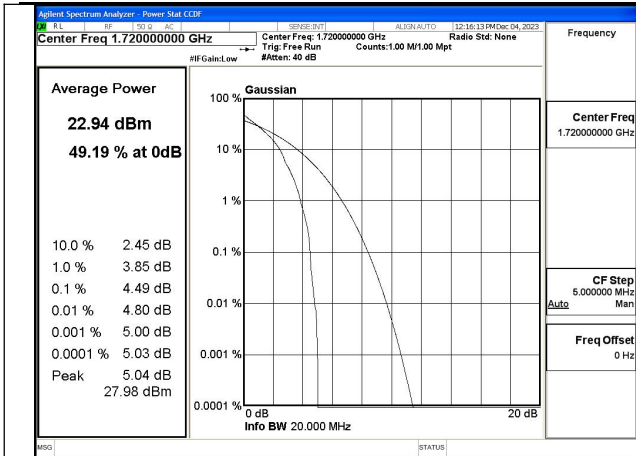 Agilent Spectrum Analyzer - Power Stat CCDF
RL RF 50 Ω AC SENSE:INT ALIGN AUTO 12:16:13 PM Dec 04, 2023
Center Freq 1.720000000 GHz
Center Freq: 1.720000000 GHz Radio Std: None
Trig: Free Run Counts:1.00 M/1.00 Mpt
#IFGain:Low #Atten: 40 dB
Frequency
Average Power
22.94 dBm
49.19 % at 0dB
10.0 % 2.45 dB
1.0 % 3.85 dB
0.1 % 4.49 dB
0.01 % 4.80 dB
0.001 % 5.00 dB
0.0001 % 5.03 dB
Peak 5.04 dB
27.98 dBm
Gaussian
100 %
10 %
1 %
0.1 %
0.01 %
0.001 %
0.0001 %
0 dB 20 dB
Info BW 20.000 MHz
Center Freq
1.720000000 GHz
CF Step
5.000000 MHz
Auto Man
Freq Offset
0 Hz
MSG STATUS